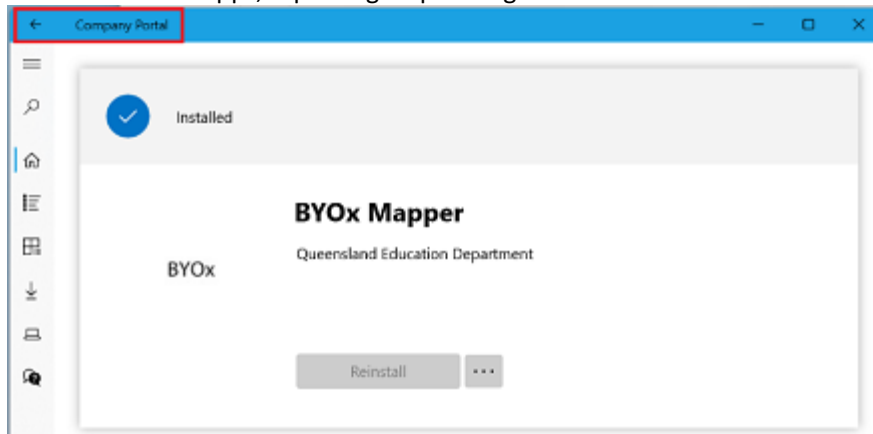 Company Portal
Installed
BYOx Mapper
Queensland Education Department
BYOx
Reinstall